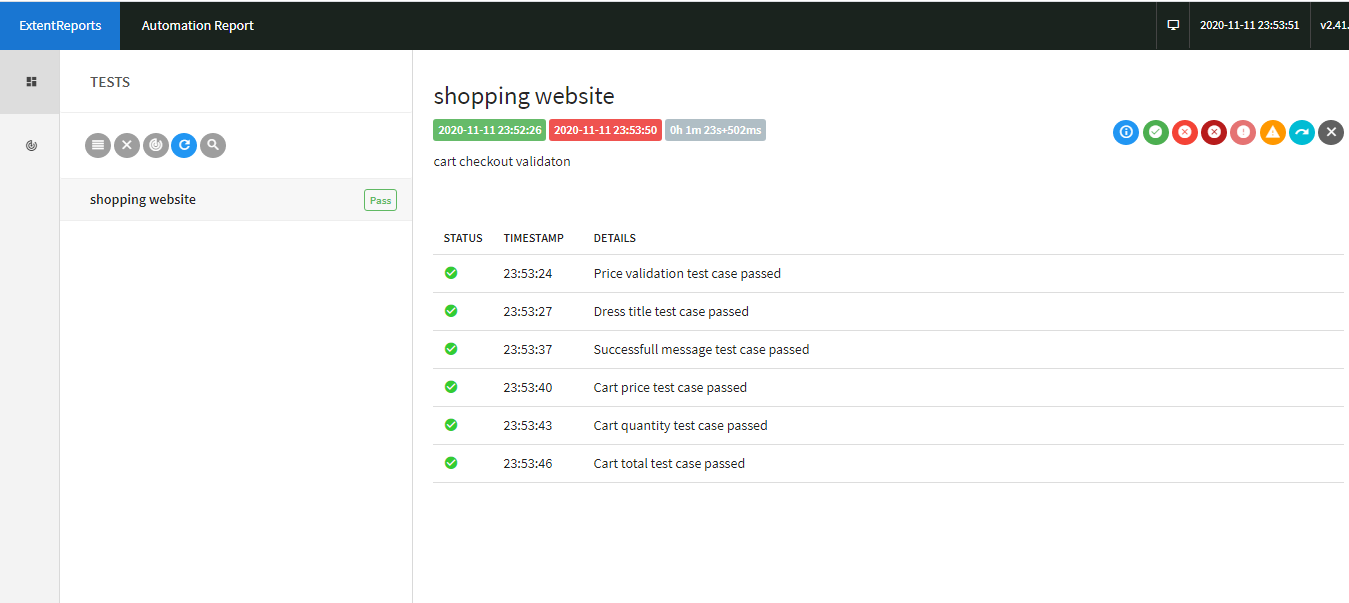 ExtentReports Automation Report 2020-11-11 23:53:51 v2.41.
TESTS
shopping website Pass
shopping website
2020-11-11 23:52:26 2020-11-11 23:53:50 0h 1m 23s+502ms
cart checkout validaton
STATUS TIMESTAMP DETAILS
23:53:24 Price validation test case passed
23:53:27 Dress title test case passed
23:53:37 Successfull message test case passed
23:53:40 Cart price test case passed
23:53:43 Cart quantity test case passed
23:53:46 Cart total test case passed